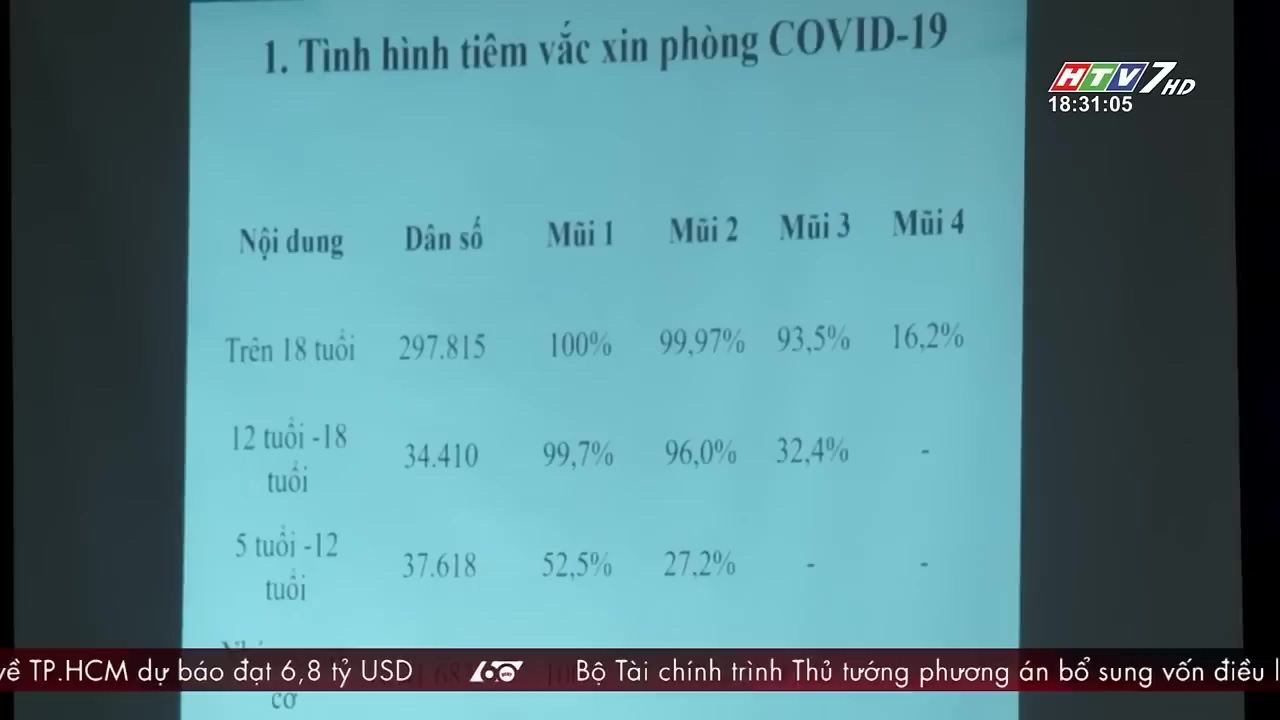 1. Tình hình tiêm vắc xin phòng COVID-19
HTV7 HD
18:31:05
Nội dung Dân số Mũi 1 Mũi 2 Mũi 3 Mũi 4
Trên 18 tuổi 297.815 100% 99,97% 93,5% 16,2%
12 tuổi -18
tuổi
34.410 99,7% 96,0% 32,4% -
5 tuổi -12
tuổi
37.618 52,5% 27,2% - -
về TP.HCM dự báo đạt 6,8 tỷ USD 60 giây Bộ Tài chính trình Thủ tướng phương án bổ sung vốn điều
cơ